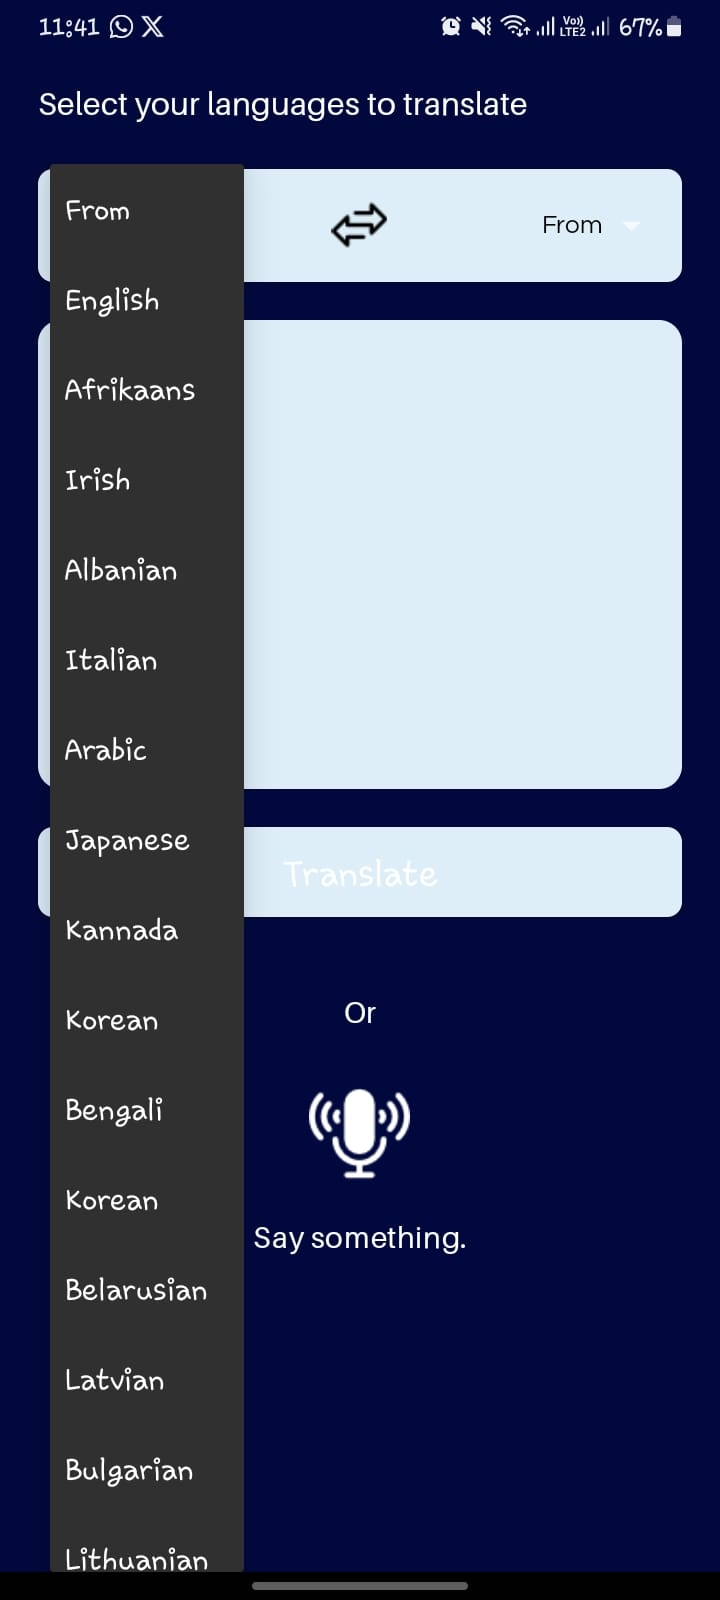 11:41
Vo))
LTE2
67%
Select your languages to translate
From
From
English
Afrikaans
Irish
Albanian
Italian
Arabic
Japanese
Translate
Kannada
Or
Korean
Bengali
Korean
Say something.
Belarusian
Latvian
Bulgarian
Lithuanian